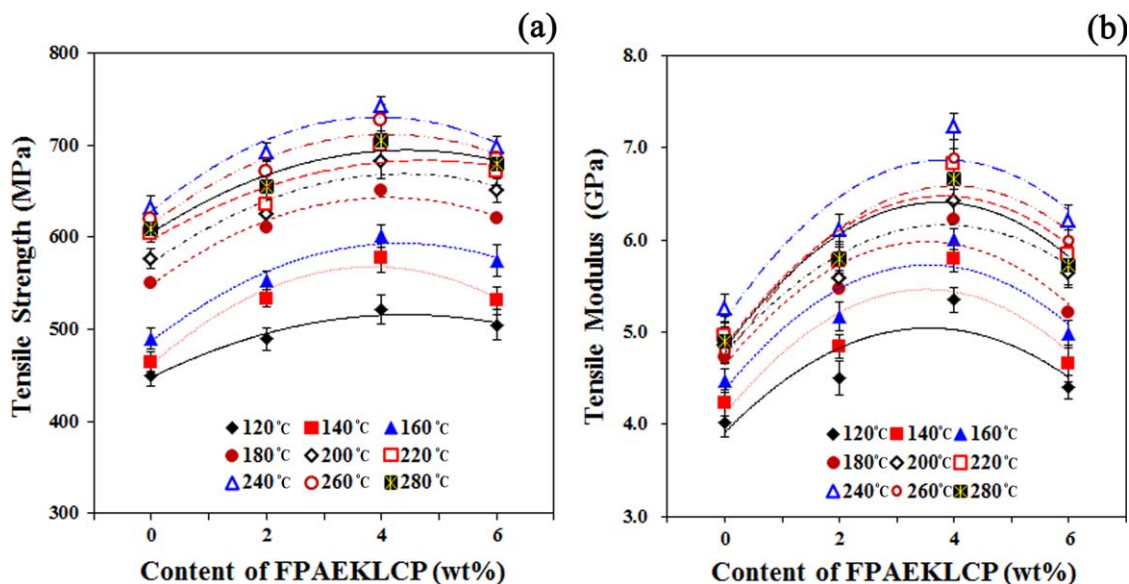 (a)
800
700
600
500
400
300
Tensile Strength (MPa)
120℃ 140℃ 160℃
180℃ 200℃ 220℃
240℃ 260℃ 280℃
0 2 4 6
Content of FPAEKLCP (wt%)
(b)
8.0
7.0
6.0
5.0
4.0
3.0
Tensile Modulus (GPa)
120℃ 140℃ 160℃
180℃ 200℃ 220℃
240℃ 260℃ 280℃
0 2 4 6
Content of FPAEKLCP (wt%)